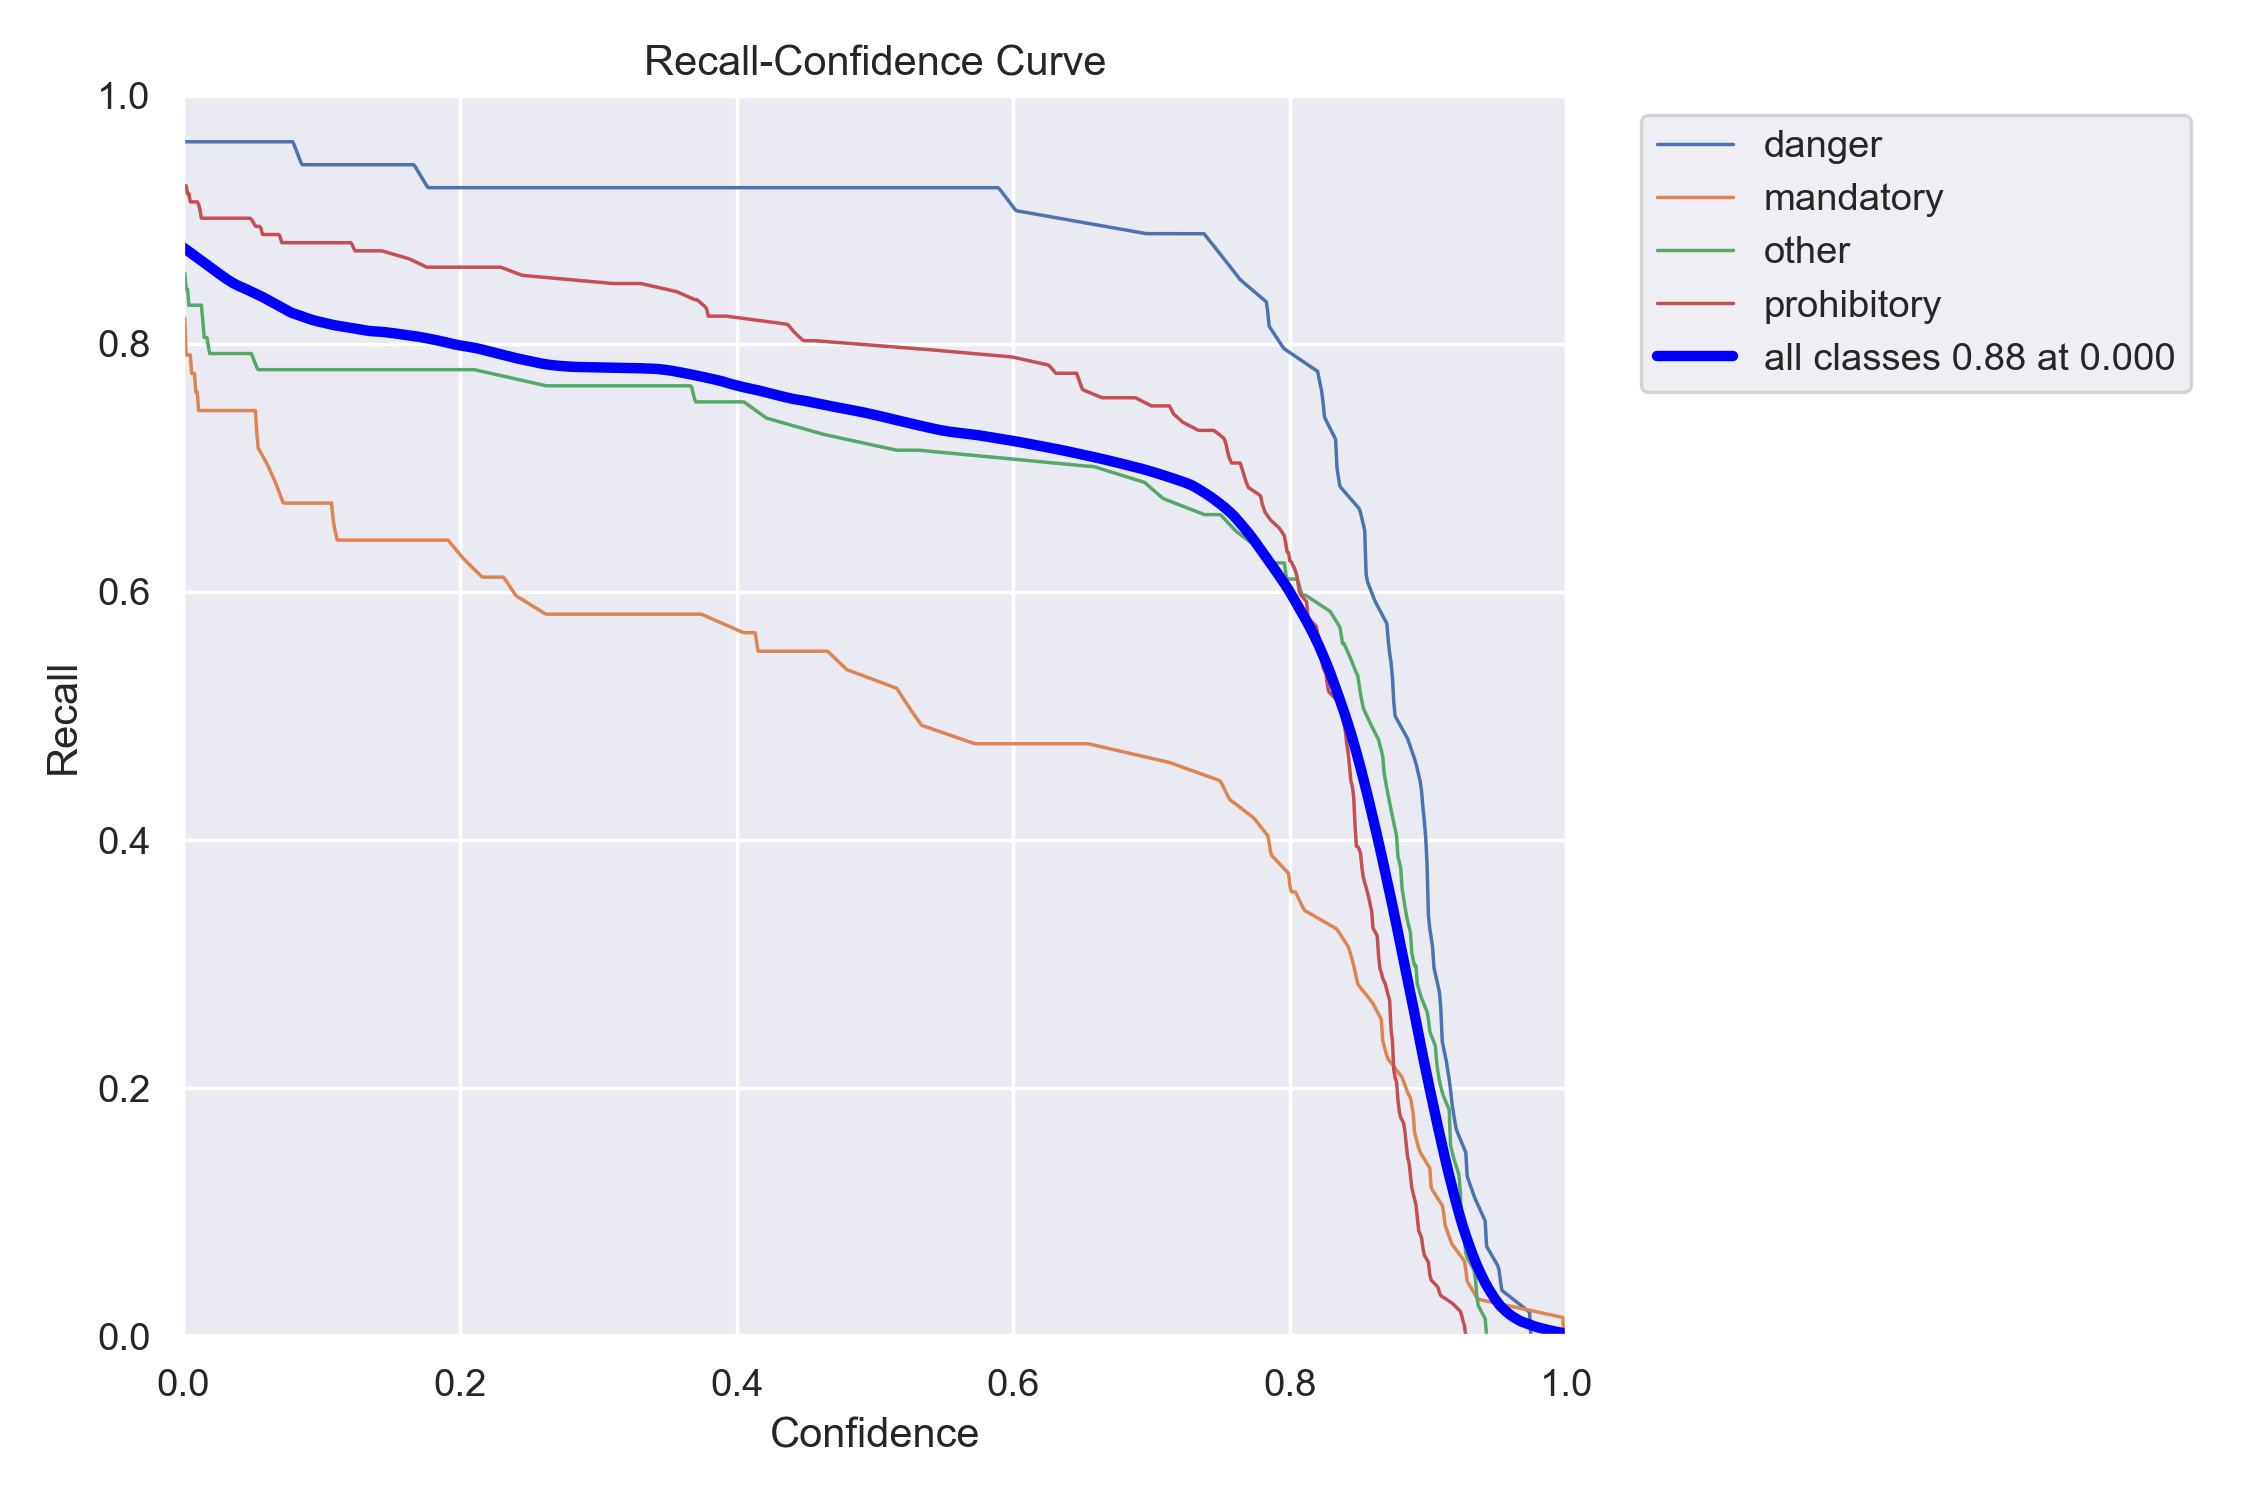 Recall-Confidence Curve
1.0
0.8
0.6
0.4
0.2
0.0
Recall
0.0 0.2 0.4 0.6 0.8 1.0
Confidence
danger
mandatory
other
prohibitory
all classes 0.88 at 0.000